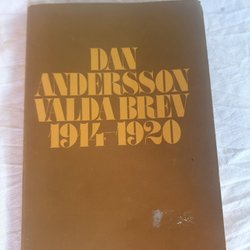 DAN
ANDERSSON
VALDA BREV
1914-1920